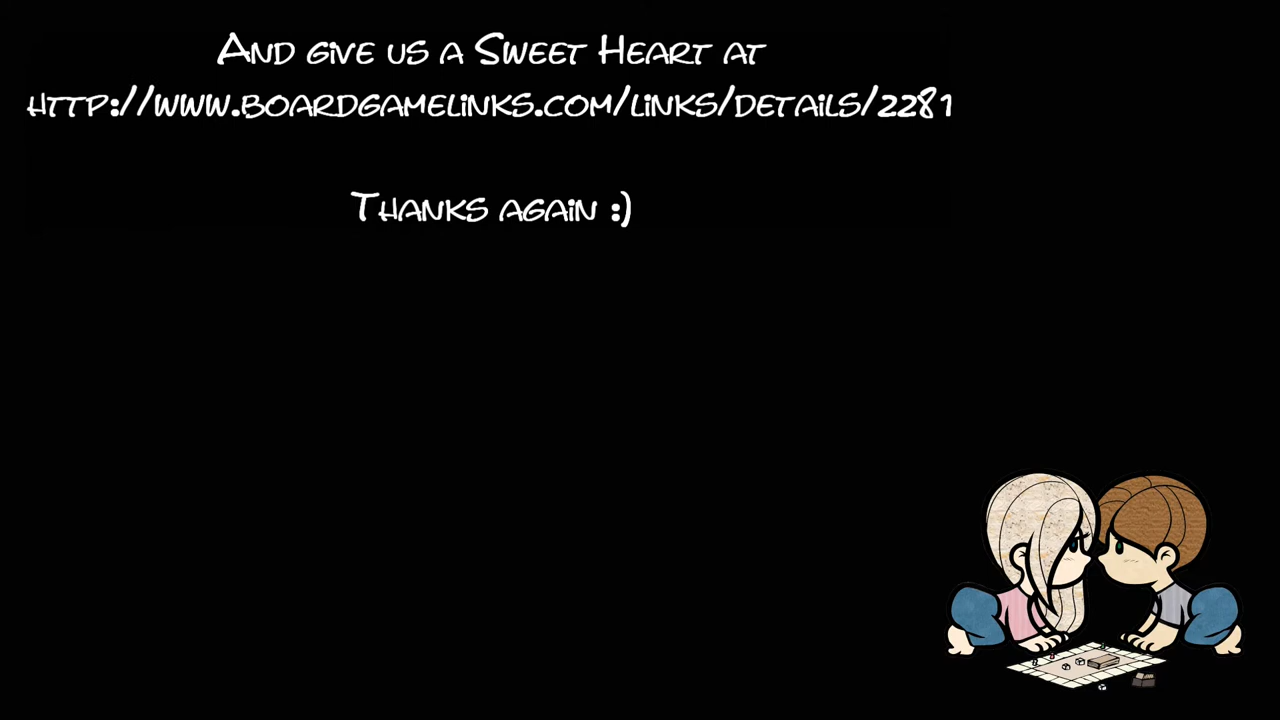 And give us a Sweet Heart at
http://www.boardgamelinks.com/links/details/2281
Thanks again :)